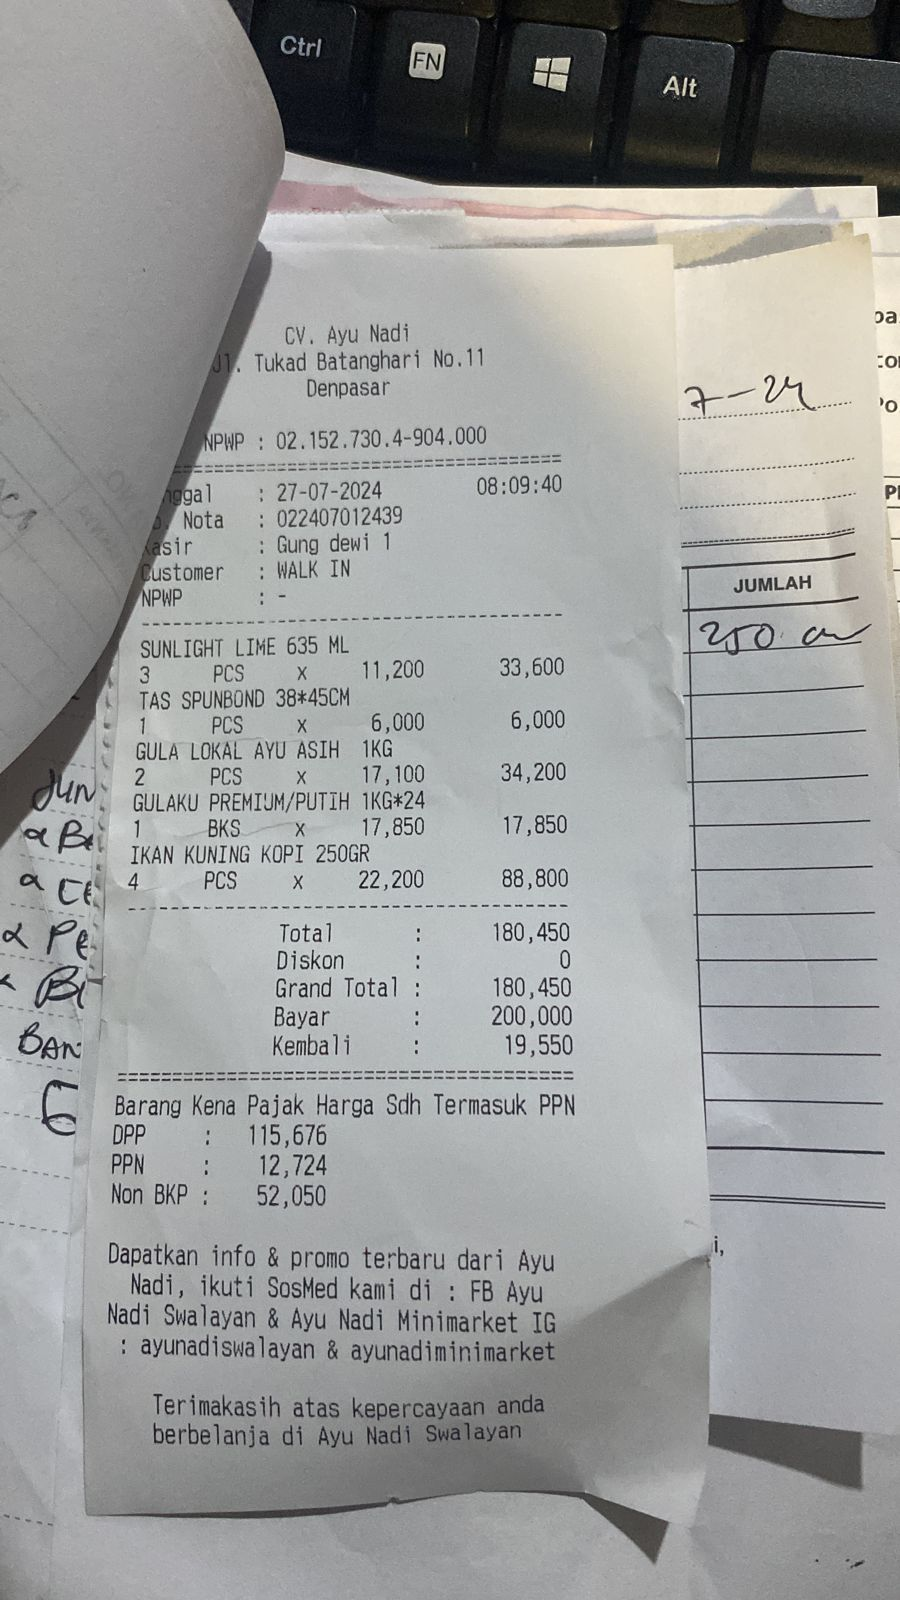 Ctrl
FN
Alt
CV. Ayu Nadi
Jl. Tukad Batanghari No.11
Denpasar
NPWP : 02.152.730.4-904.000
nggal : 27-07-2024 08:09:40
. Nota : 022407012439
Kasir : Gung dewi 1
Customer : WALK IN
NPWP : -
SUNLIGHT LIME 635 ML
3 PCS x 11,200 33,600
TAS SPUNBOND 38*45CM
1 PCS x 6,000 6,000
GULA LOKAL AYU ASIH 1KG
2 PCS x 17,100 34,200
GULAKU PREMIUM/PUTIH 1KG*24
1 BKS x 17,850 17,850
IKAN KUNING KOPI 250GR
4 PCS x 22,200 88,800
Total : 180,450
Diskon : 0
Grand Total : 180,450
Bayar : 200,000
Kembali : 19,550
Barang Kena Pajak Harga Sdh Termasuk PPN
DPP : 115,676
PPN : 12,724
Non BKP : 52,050
Dapatkan info & promo terbaru dari Ayu
Nadi, ikuti SosMed kami di : FB Ayu
Nadi Swalayan & Ayu Nadi Minimarket IG
: ayunadiswalayan & ayunadiminimarket
Terimakasih atas kepercayaan anda
berbelanja di Ayu Nadi Swalayan
7-24
JUMLAH
250